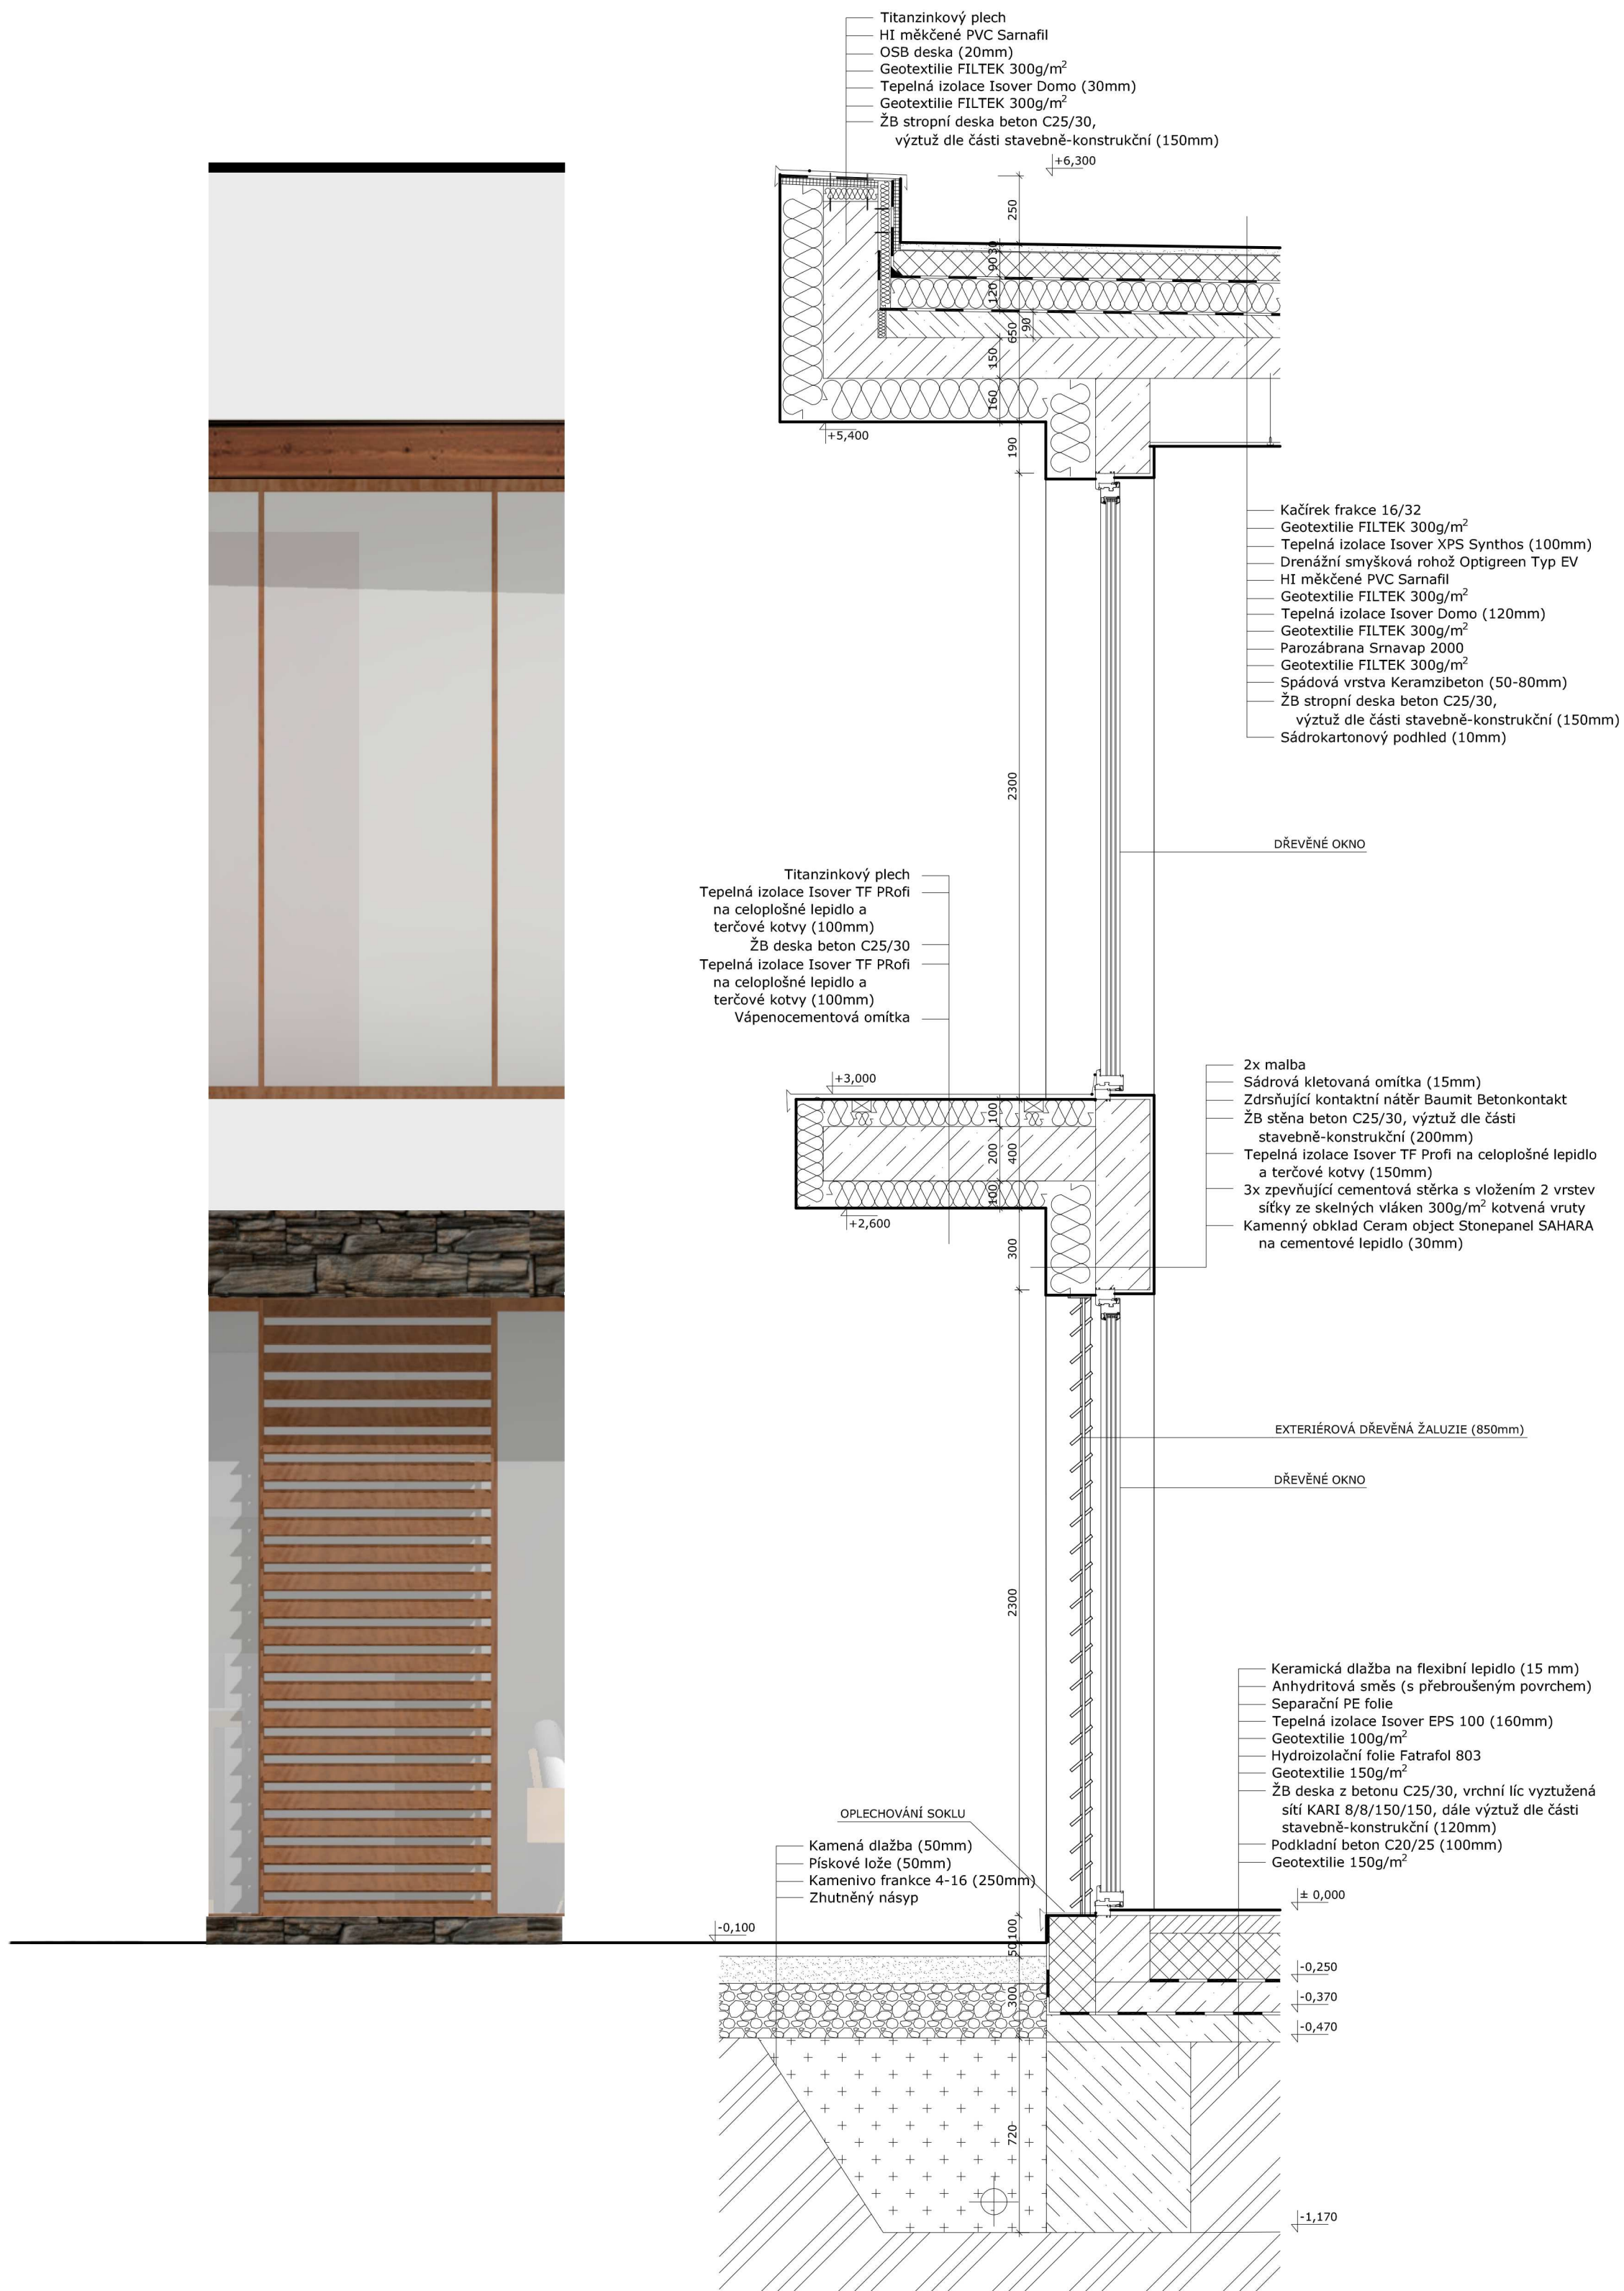 Titanzinkový plech
HI měkčené PVC Sarnafil
OSB deska (20mm)
Geotextilie FILTEK 300g/m²
Tepelná izolace Isover Domo (30mm)
Geotextilie FILTEK 300g/m²
ŽB stropní deska beton C25/30,
výztuž dle části stavebně-konstrukční (150mm)
+6,300
250
30
90
120
650
90
150
160
+5,400
190
Kačírek frakce 16/32
Geotextilie FILTEK 300g/m²
Tepelná izolace Isover XPS Synthos (100mm)
Drenážní smyšková rohož Optigreen Typ EV
HI měkčené PVC Sarnafil
Geotextilie FILTEK 300g/m²
Tepelná izolace Isover Domo (120mm)
Geotextilie FILTEK 300g/m²
Parozábrana Srnavap 2000
Geotextilie FILTEK 300g/m²
Spádová vrstva Keramzibeton (50-80mm)
ŽB stropní deska beton C25/30,
výztuž dle části stavebně-konstrukční (150mm)
Sádrokartonový podhled (10mm)
2300
DŘEVĚNÉ OKNO
Titanzinkový plech
Tepelná izolace Isover TF PRofi
na celoplošné lepidlo a
terčové kotvy (100mm)
ŽB deska beton C25/30
Tepelná izolace Isover TF PRofi
na celoplošné lepidlo a
terčové kotvy (100mm)
Vápenocementová omítka
+3,000
100
200
400
100
+2,600
300
2x malba
Sádrová kletovaná omítka (15mm)
Zdrsňující kontaktní nátěr Baumit Betonkontakt
ŽB stěna beton C25/30, výztuž dle části
stavebně-konstrukční (200mm)
Tepelná izolace Isover TF Profi na celoplošné lepidlo
a terčové kotvy (150mm)
3x zpevňující cementová stěrka s vložením 2 vrstev
síťky ze skelných vláken 300g/m² kotvená vruty
Kamenný obklad Ceram object Stonepanel SAHARA
na cementové lepidlo (30mm)
EXTERIÉROVÁ DŘEVĚNÁ ŽALUZIE (850mm)
DŘEVĚNÉ OKNO
2300
Keramická dlažba na flexibní lepidlo (15 mm)
Anhydritová směs (s přebroušeným povrchem)
Separační PE folie
Tepelná izolace Isover EPS 100 (160mm)
Geotextilie 100g/m²
Hydroizolační folie Fatrafol 803
Geotextilie 150g/m²
ŽB deska z betonu C25/30, vrchní líc vyztužená
sítí KARI 8/8/150/150, dále výztuž dle části
stavebně-konstrukční (120mm)
Podkladní beton C20/25 (100mm)
Geotextilie 150g/m²
OPLECHOVÁNÍ SOKLU
Kamená dlažba (50mm)
Pískové lože (50mm)
Kamenivo frankce 4-16 (250mm)
Zhutněný násyp
± 0,000
-0,100
100
50
300
-0,250
-0,370
-0,470
720
-1,170